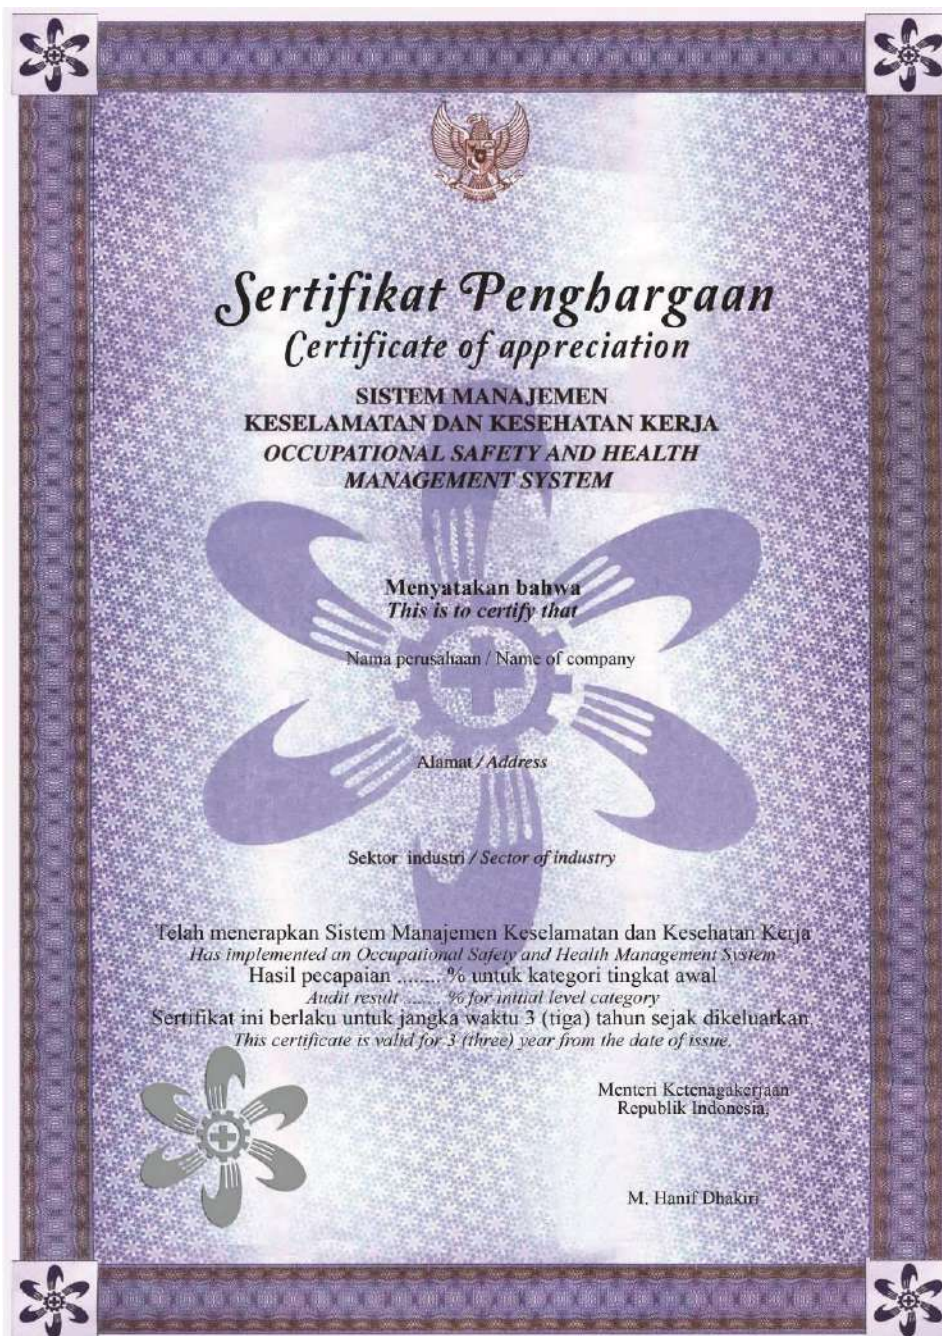 Sertifikat Penghargaan
Certificate of appreciation
SISTEM MANAJEMEN
KESELAMATAN DAN KESEHATAN KERJA
OCCUPATIONAL SAFETY AND HEALTH
MANAGEMENT SYSTEM
Menyatakan bahwa
This is to certify that
Nama perusahaan / Name of company
Alamat / Address
Sektor industri / Sector of industry
Telah menerapkan Sistem Manajemen Keselamatan dan Kesehatan Kerja
Has implemented an Occupational Safety and Health Management System
Hasil pecapaian ........ % untuk kategori tingkat awal
Audit result ........ % for initial level category
Sertifikat ini berlaku untuk jangka waktu 3 (tiga) tahun sejak dikeluarkan
This certificate is valid for 3 (three) year from the date of issue.
Menteri Ketenagakerjaan
Republik Indonesia,
M. Hanif Dhakiri